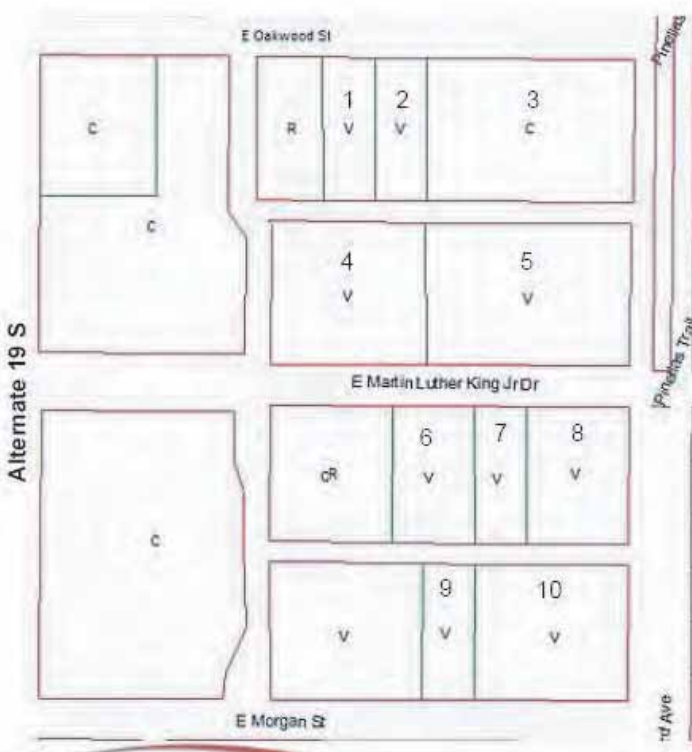 E Oakwood St
Pinellas
1
2
3
C
R
V
V
C
C
4
5
V
V
Alternate 19 S
Pinellas Trail
E Martin Luther King Jr Dr
6
7
8
CR
V
V
V
C
9
10
V
V
V
rd Ave
E Morgan St